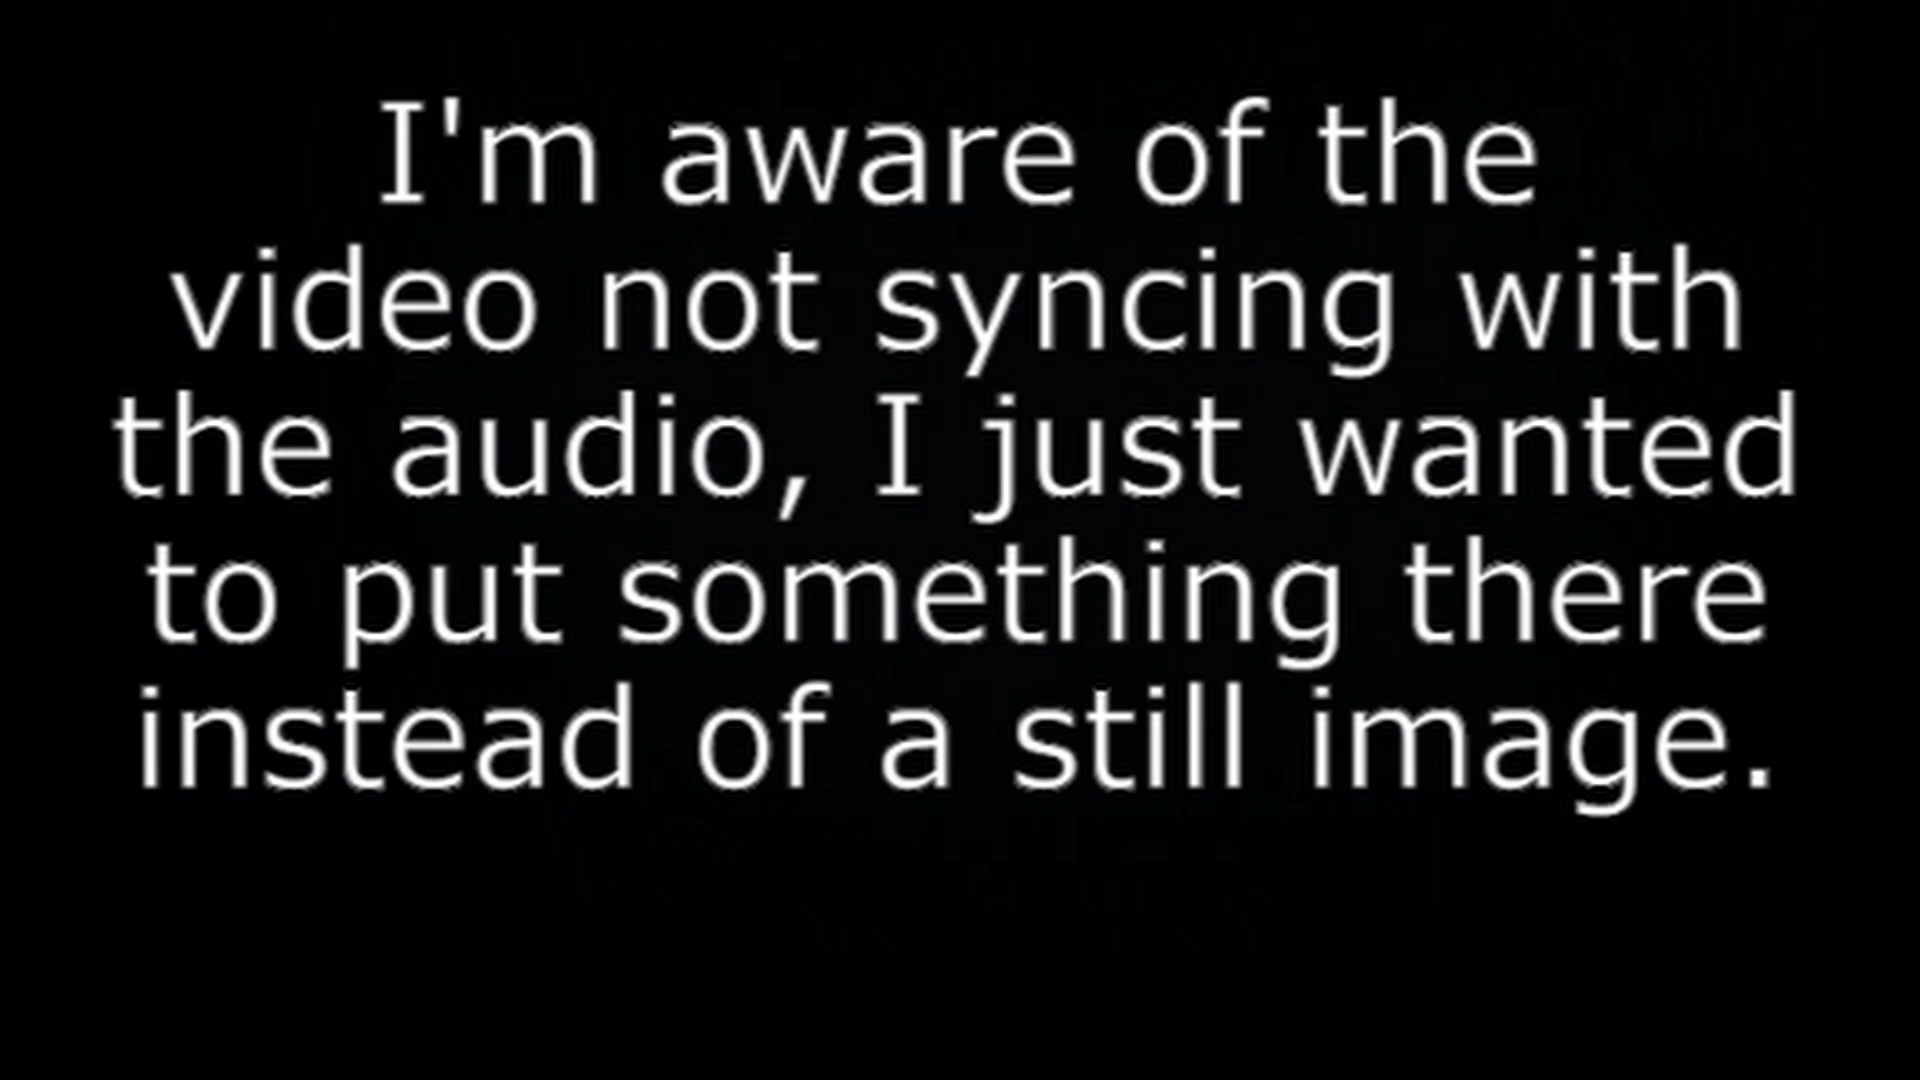 I'm aware of the
video not syncing with
the audio, I just wanted
to put something there
instead of a still image.